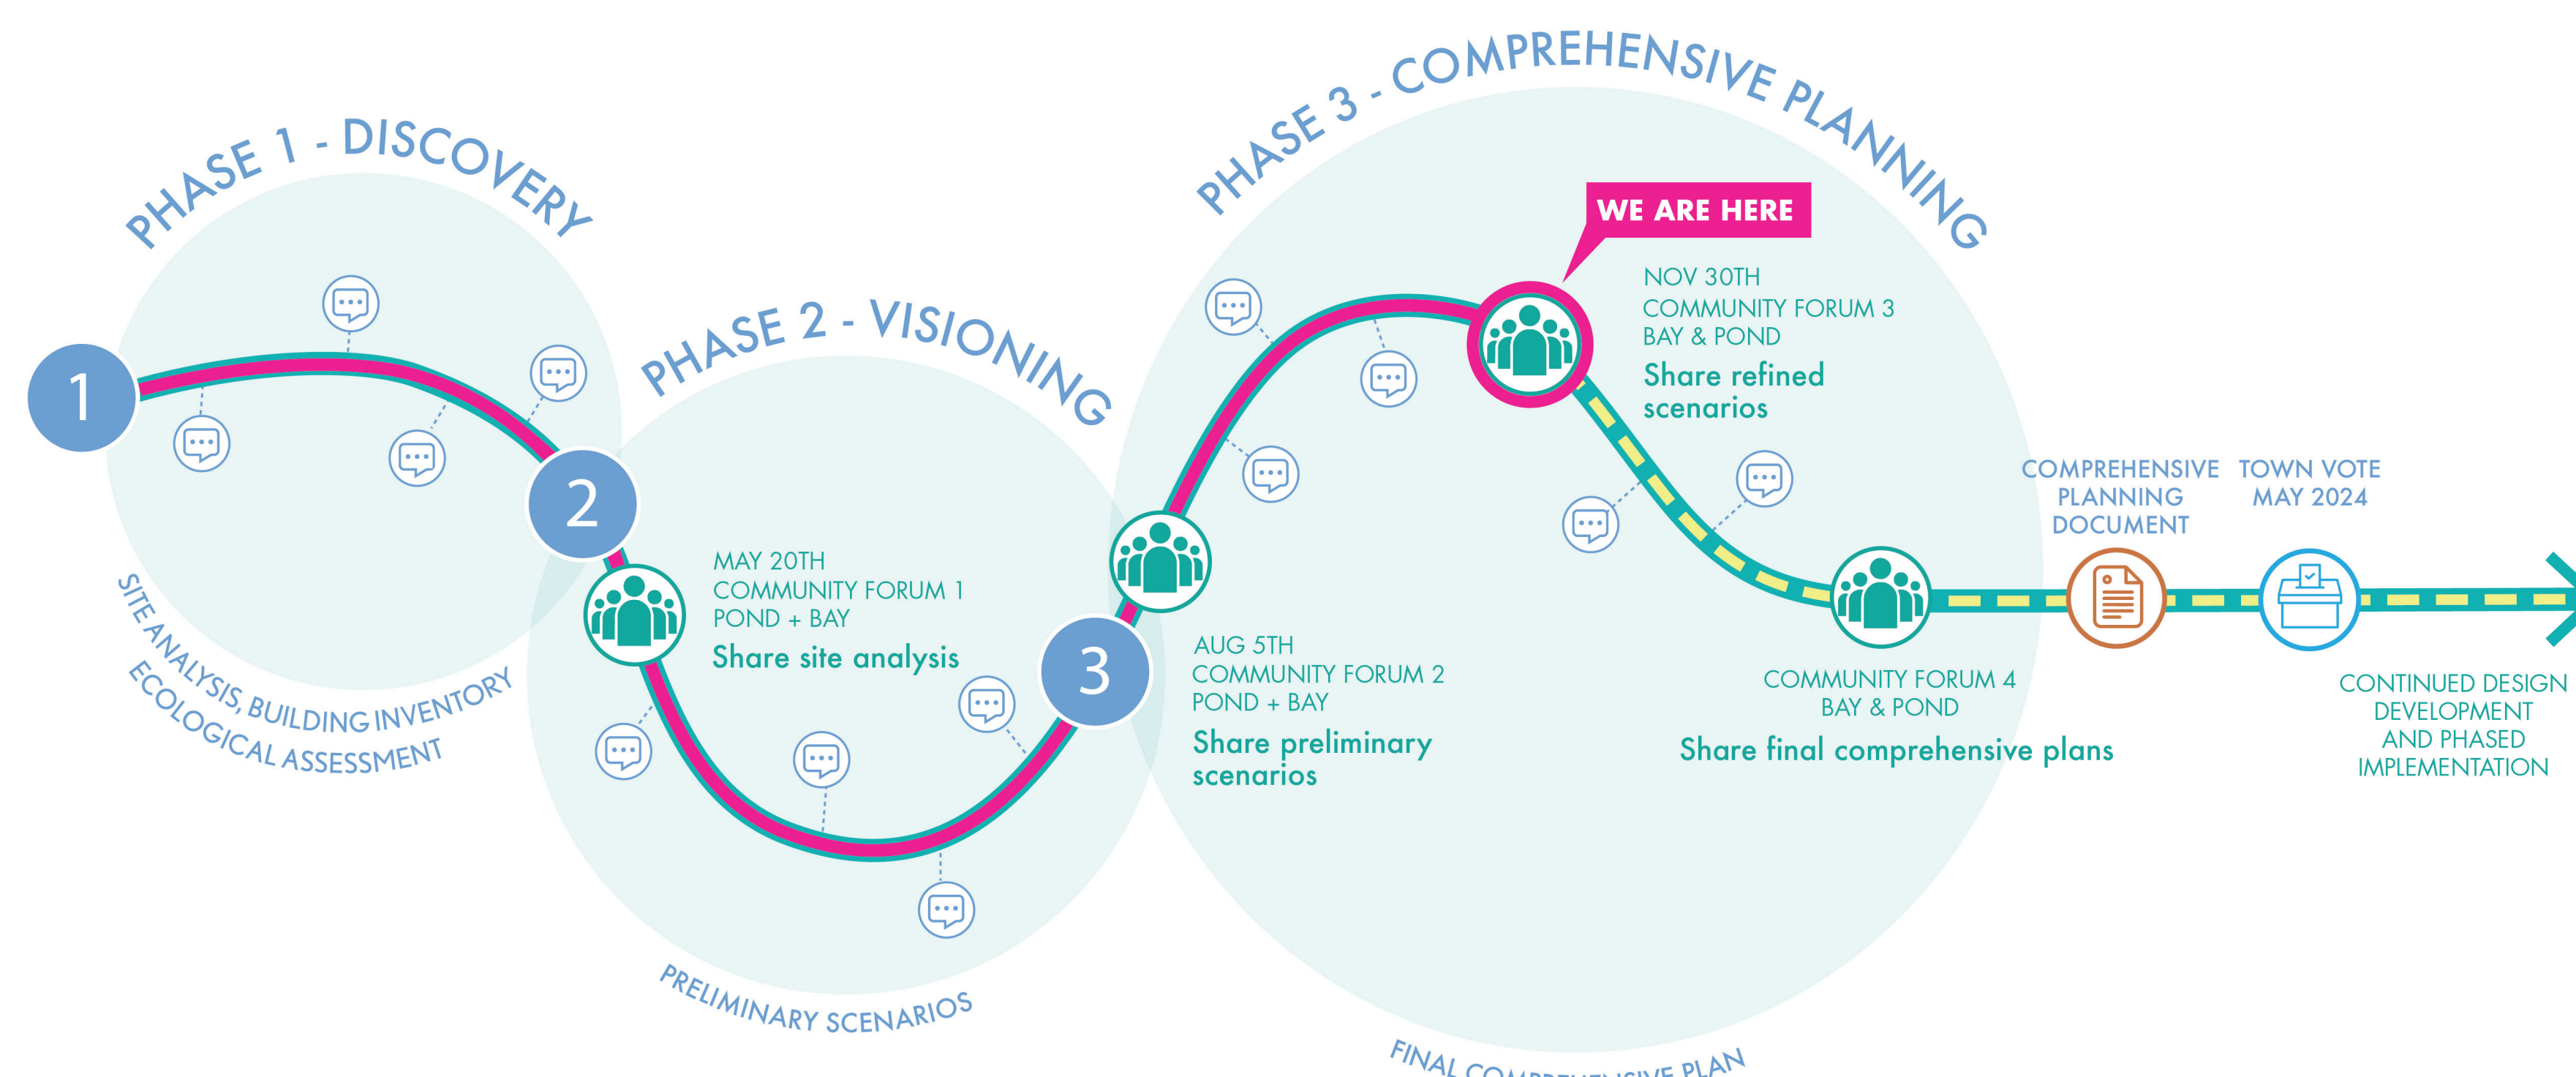 PHASE 1 - DISCOVERY
1
SITE ANALYSIS, BUILDING INVENTORY
ECOLOGICAL ASSESSMENT
2
PHASE 2 - VISIONING
MAY 20TH
COMMUNITY FORUM 1
POND + BAY
Share site analysis
3
PRELIMINARY SCENARIOS
PHASE 3 - COMPREHENSIVE PLANNING
AUG 5TH
COMMUNITY FORUM 2
POND + BAY
Share preliminary
scenarios
WE ARE HERE
NOV 30TH
COMMUNITY FORUM 3
BAY & POND
Share refined
scenarios
COMMUNITY FORUM 4
BAY & POND
Share final comprehensive plans
FINAL COMPREHENSIVE PLAN
COMPREHENSIVE
PLANNING
DOCUMENT
TOWN VOTE
MAY 2024
CONTINUED DESIGN
DEVELOPMENT
AND PHASED
IMPLEMENTATION